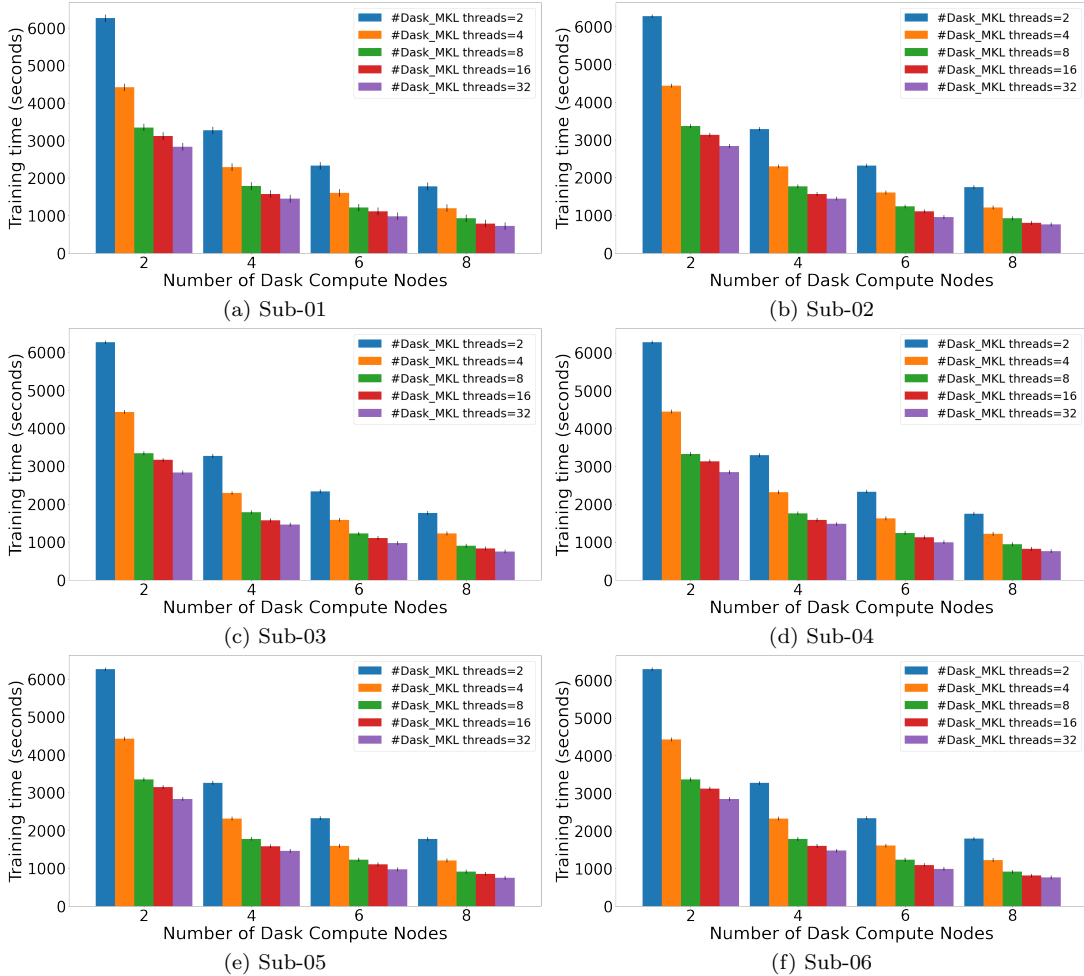 6000
5000
4000
3000
2000
1000
0
Training time (seconds)
#Dask_MKL threads=2
#Dask_MKL threads=4
#Dask_MKL threads=8
#Dask_MKL threads=16
#Dask_MKL threads=32
2 4 6 8
Number of Dask Compute Nodes
(a) Sub-01
6000
5000
4000
3000
2000
1000
0
Training time (seconds)
#Dask_MKL threads=2
#Dask_MKL threads=4
#Dask_MKL threads=8
#Dask_MKL threads=16
#Dask_MKL threads=32
2 4 6 8
Number of Dask Compute Nodes
(b) Sub-02
6000
5000
4000
3000
2000
1000
0
Training time (seconds)
#Dask_MKL threads=2
#Dask_MKL threads=4
#Dask_MKL threads=8
#Dask_MKL threads=16
#Dask_MKL threads=32
2 4 6 8
Number of Dask Compute Nodes
(c) Sub-03
6000
5000
4000
3000
2000
1000
0
Training time (seconds)
#Dask_MKL threads=2
#Dask_MKL threads=4
#Dask_MKL threads=8
#Dask_MKL threads=16
#Dask_MKL threads=32
2 4 6 8
Number of Dask Compute Nodes
(d) Sub-04
6000
5000
4000
3000
2000
1000
0
Training time (seconds)
#Dask_MKL threads=2
#Dask_MKL threads=4
#Dask_MKL threads=8
#Dask_MKL threads=16
#Dask_MKL threads=32
2 4 6 8
Number of Dask Compute Nodes
(e) Sub-05
6000
5000
4000
3000
2000
1000
0
Training time (seconds)
#Dask_MKL threads=2
#Dask_MKL threads=4
#Dask_MKL threads=8
#Dask_MKL threads=16
#Dask_MKL threads=32
2 4 6 8
Number of Dask Compute Nodes
(f) Sub-06